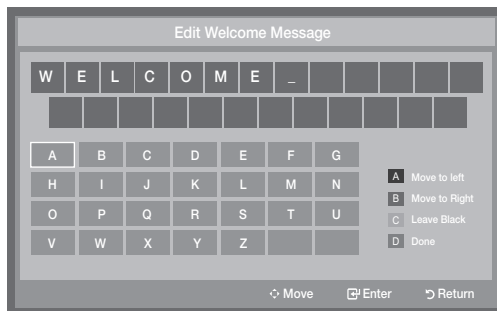 Edit Welcome Message
W E L C O M E _
A B C D E F G
H I J K L M N
O P Q R S T U
V W X Y Z
A Move to left
B Move to Right
C Leave Black
D Done
Move Enter Return